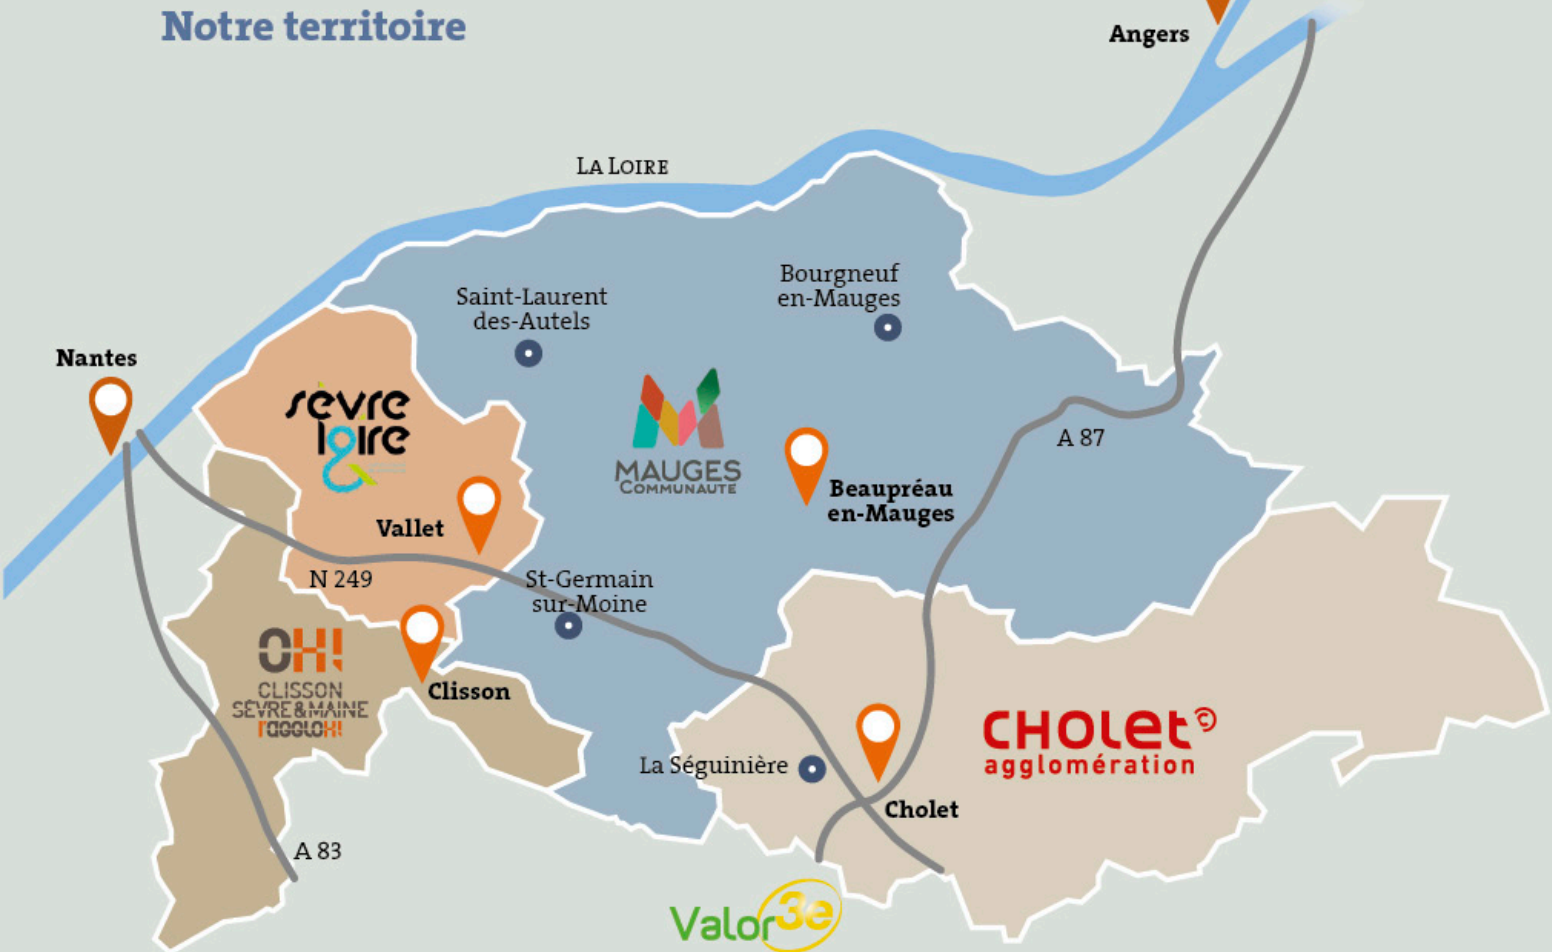 Notre territoire
Angers
LA LOIRE
Bourgneuf
en-Mauges
Saint-Laurent
des-Autels
Nantes
sèvre
loire
MAUGES
COMMUNAUTÉ
A 87
Beaupréau
en-Mauges
Vallet
N 249
St-Germain
sur-Moine
OH!
CLISSON
SÈVRE & MAINE
l'aggloH!
Clisson
CHOLET
agglomération
La Séguinière
Cholet
A 83
Valor3e